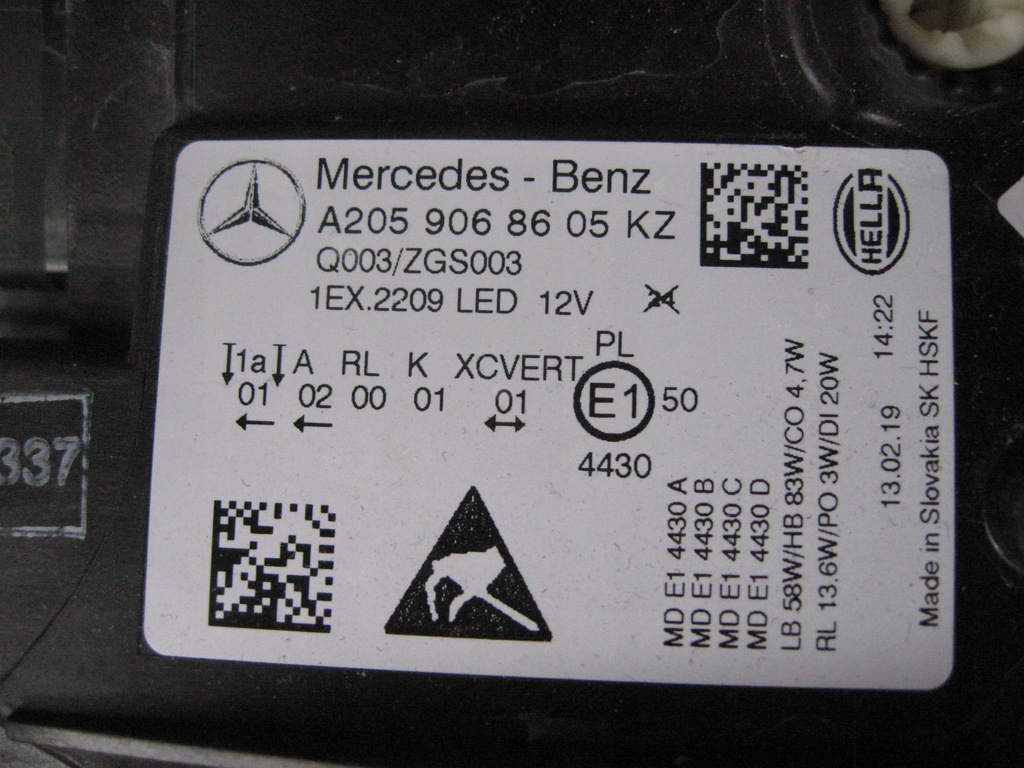 Mercedes - Benz
A205 906 8605 KZ
Q003/ZGS003
1EX.2209 LED 12V 24
HELLA
1a A RL K XCVERT PL
01 02 00 01 01 E1 50
4430
MD E1 4430 A
MD E1 4430 B
MD E1 4430 C
MD E1 4430 D
LB 58W/HB 83W/CO 4,7W
RL 13.6W/PO 3W/DI 20W
13.02.19 14:22
Made in Slovakia SK HSKF
337